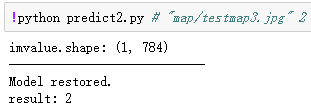 !python predict2.py # "map/testmap3.jpg" 2
imvalue.shape: (1, 784)
Model restored.
result: 2